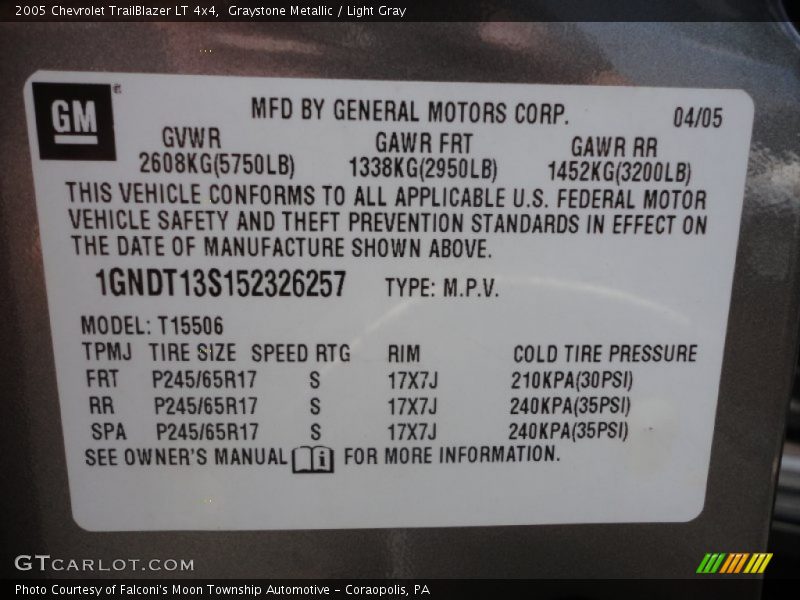 2005 Chevrolet TrailBlazer LT 4x4,  Graystone Metallic / Light Gray
GM®
MFD BY GENERAL MOTORS CORP. 04/05
GVWR GAWR FRT GAWR RR
2608KG(5750LB) 1338KG(2950LB) 1452KG(3200LB)
THIS VEHICLE CONFORMS TO ALL APPLICABLE U.S. FEDERAL MOTOR
VEHICLE SAFETY AND THEFT PREVENTION STANDARDS IN EFFECT ON
THE DATE OF MANUFACTURE SHOWN ABOVE.
1GNDT13S152326257 TYPE: M.P.V.
MODEL: T15506
TPMJ TIRE SIZE SPEED RTG RIM COLD TIRE PRESSURE
FRT P245/65R17 S 17X7J 210KPA(30PSI)
RR P245/65R17 S 17X7J 240KPA(35PSI)
SPA P245/65R17 S 17X7J 240KPA(35PSI)
SEE OWNER'S MANUAL i FOR MORE INFORMATION.
GTCARLOT.COM
Photo Courtesy of Falconi's Moon Township Automotive - Coraopolis, PA